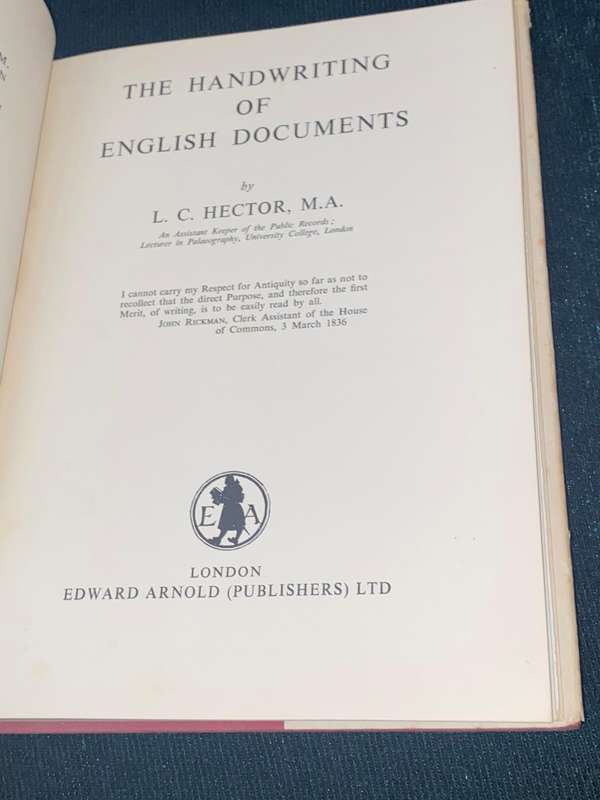 M.
N
THE HANDWRITING
OF
ENGLISH DOCUMENTS
by
L. C. HECTOR, M.A.
An Assistant Keeper of the Public Records;
Lecturer in Palaeography, University College, London
I cannot carry my Respect for Antiquity so far as not to
recollect that the direct Purpose, and therefore the first
Merit, of writing, is to be easily read by all.
JOHN RICKMAN, Clerk Assistant of the House
of Commons, 3 March 1836
E A
LONDON
EDWARD ARNOLD (PUBLISHERS) LTD